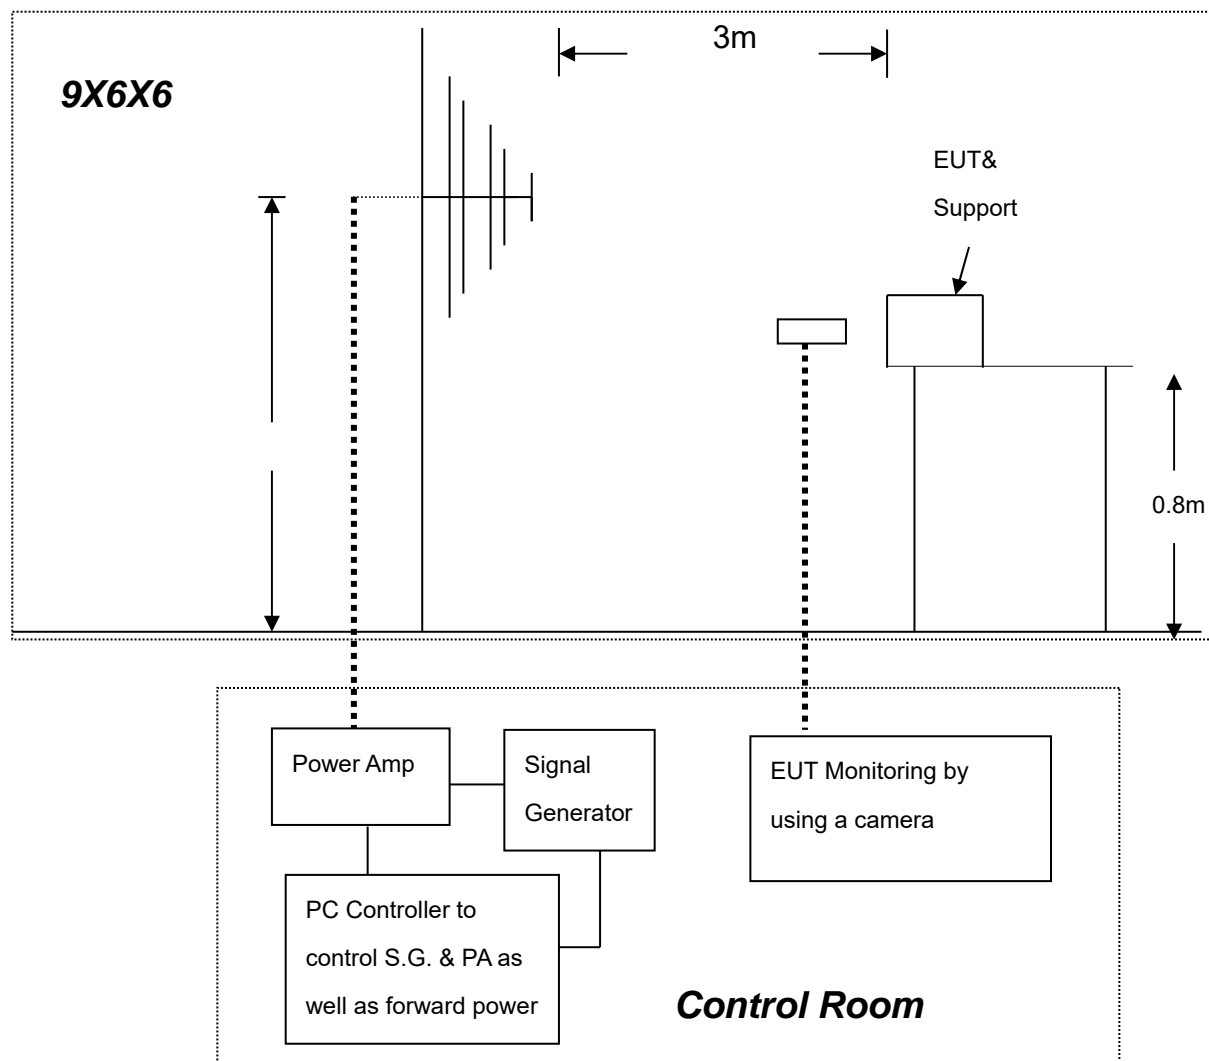 3m
9X6X6
EUT&
Support
0.8m
Power Amp
Signal
Generator
EUT Monitoring by
using a camera
PC Controller to
control S.G. & PA as
well as forward power
Control Room